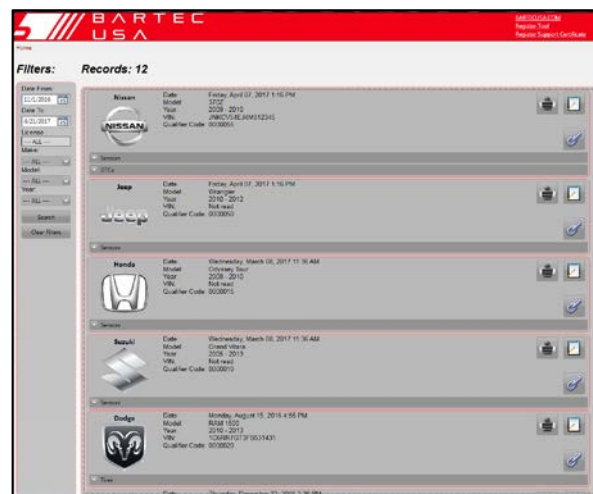 BARTEC
USA
BARTECUSA.COM
Register Tool
Register Support Certificate
Home
Filters:
Records: 12
Date From:
11/1/2016
Date To:
4/21/2017
License
--- ALL ---
Make:
--- ALL ---
Model:
--- ALL ---
Year:
--- ALL ---
Search
Clear Filters
Nissan
NISSAN
Date: Friday, April 07, 2017 1:16 PM
Model: 370Z
Year: 2009 - 2010
VIN:
Qualifier Code: 0000055
Sensors
DTCs
Jeep
Jeep
Date: Friday, April 07, 2017 1:16 PM
Model: Wrangler
Year: 2010 - 2012
VIN: Not read
Qualifier Code: 0000050
Sensors
Honda
Date: Wednesday, March 08, 2017 11:36 AM
Model: Odyssey Tour
Year: 2009 - 2010
VIN: Not read
Qualifier Code: 0000015
Sensors
Suzuki
Date: Wednesday, March 08, 2017 11:36 AM
Model: Grand Vitara
Year: 2006 - 2013
VIN: Not read
Qualifier Code: 0000010
Sensors
Dodge
Date: Monday, August 15, 2016 4:55 PM
Model: RAM 1500
Year: 2010 - 2013
VIN:
Qualifier Code: 0000020
Tires